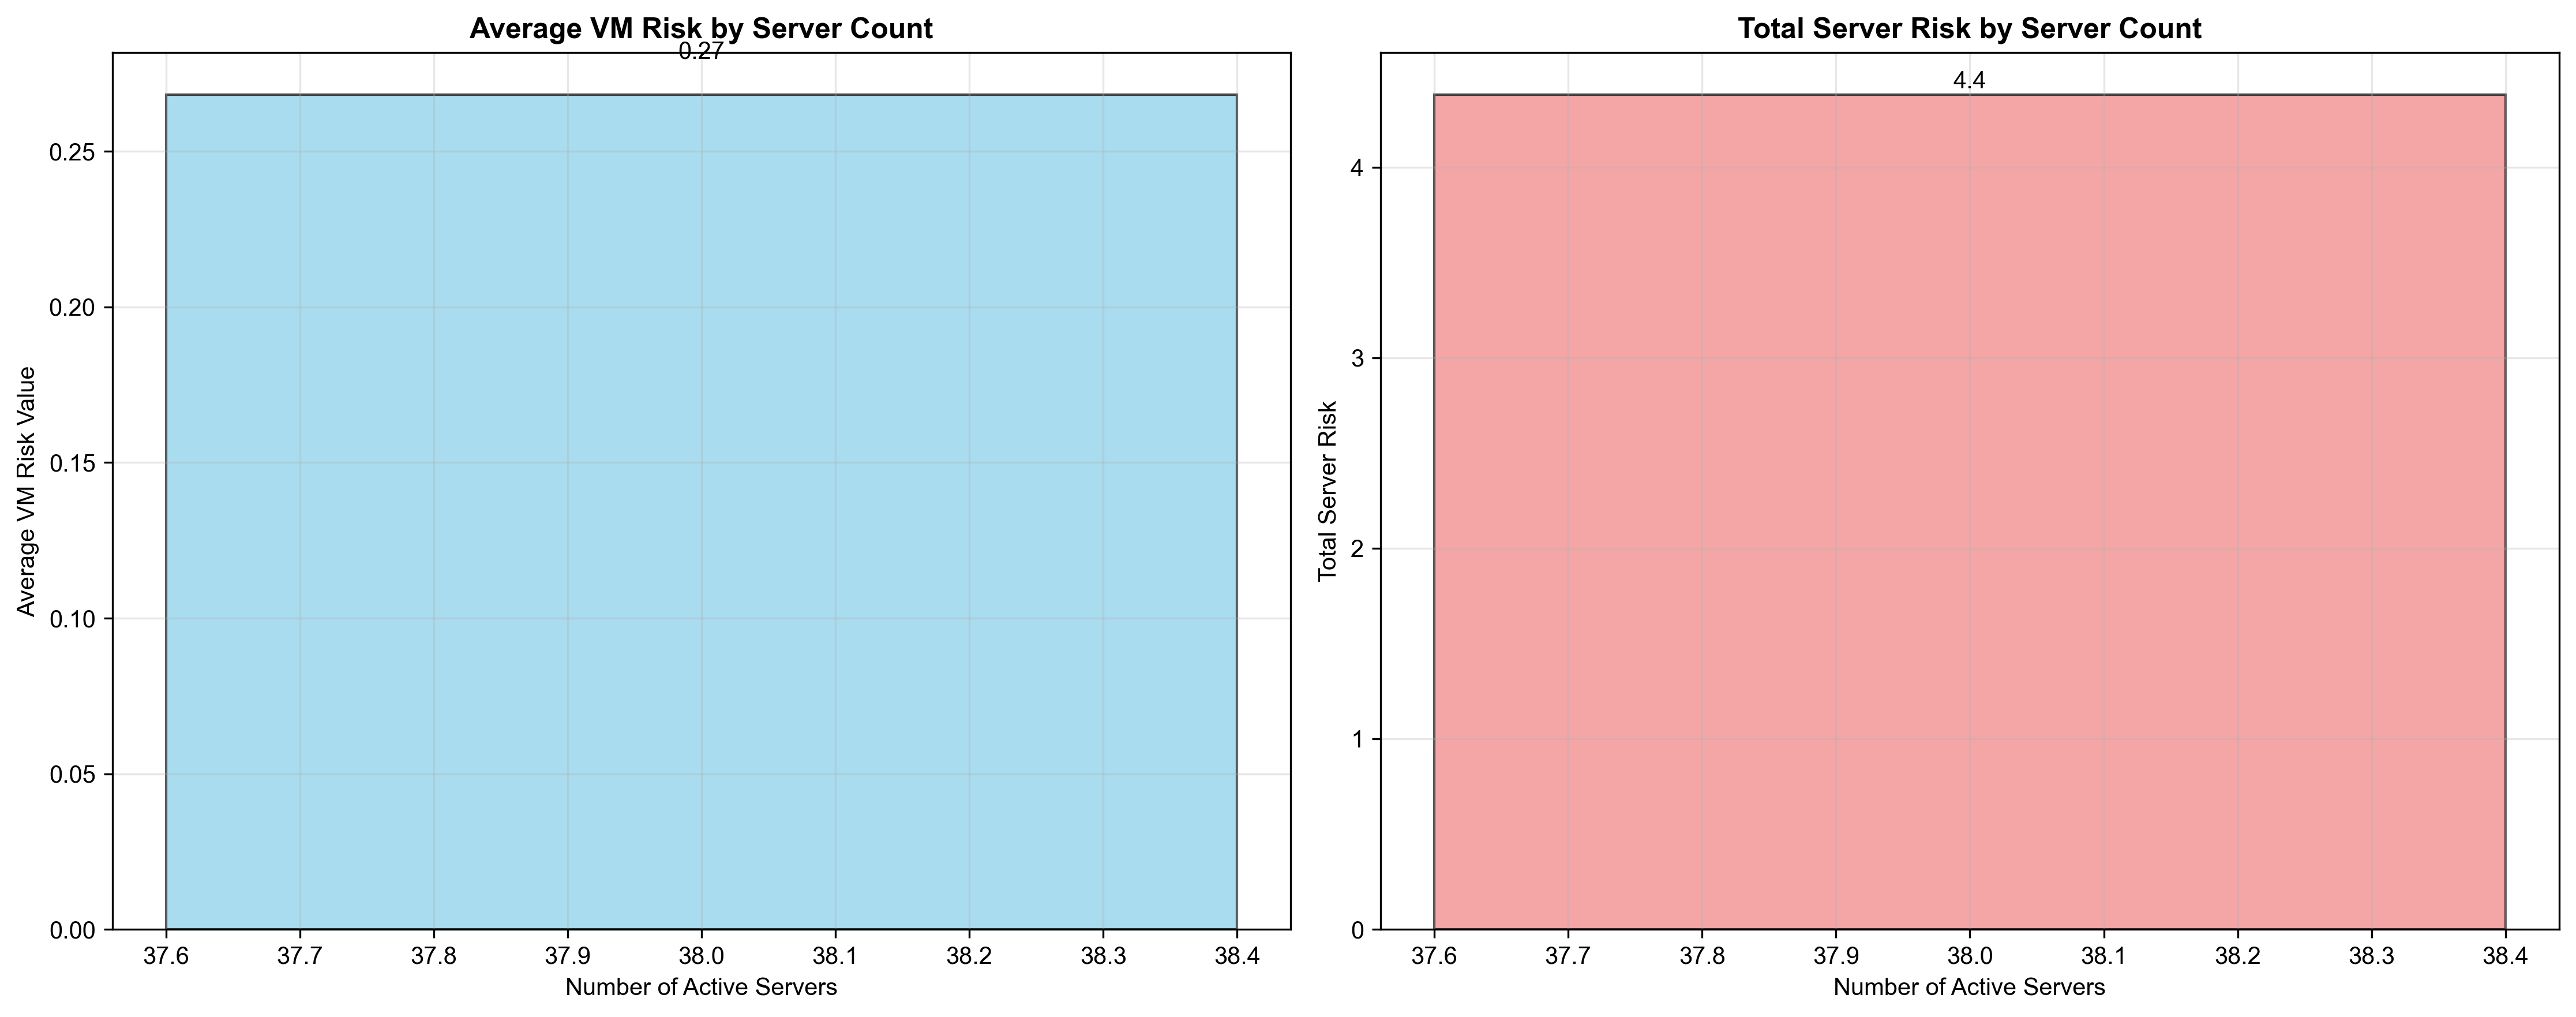 Average VM Risk by Server Count
0.27
0.25
0.20
0.15
0.10
0.05
0.00
Average VM Risk Value
37.6 37.7 37.8 37.9 38.0 38.1 38.2 38.3 38.4
Number of Active Servers
Total Server Risk by Server Count
4.4
4
3
2
1
0
Total Server Risk
37.6 37.7 37.8 37.9 38.0 38.1 38.2 38.3 38.4
Number of Active Servers